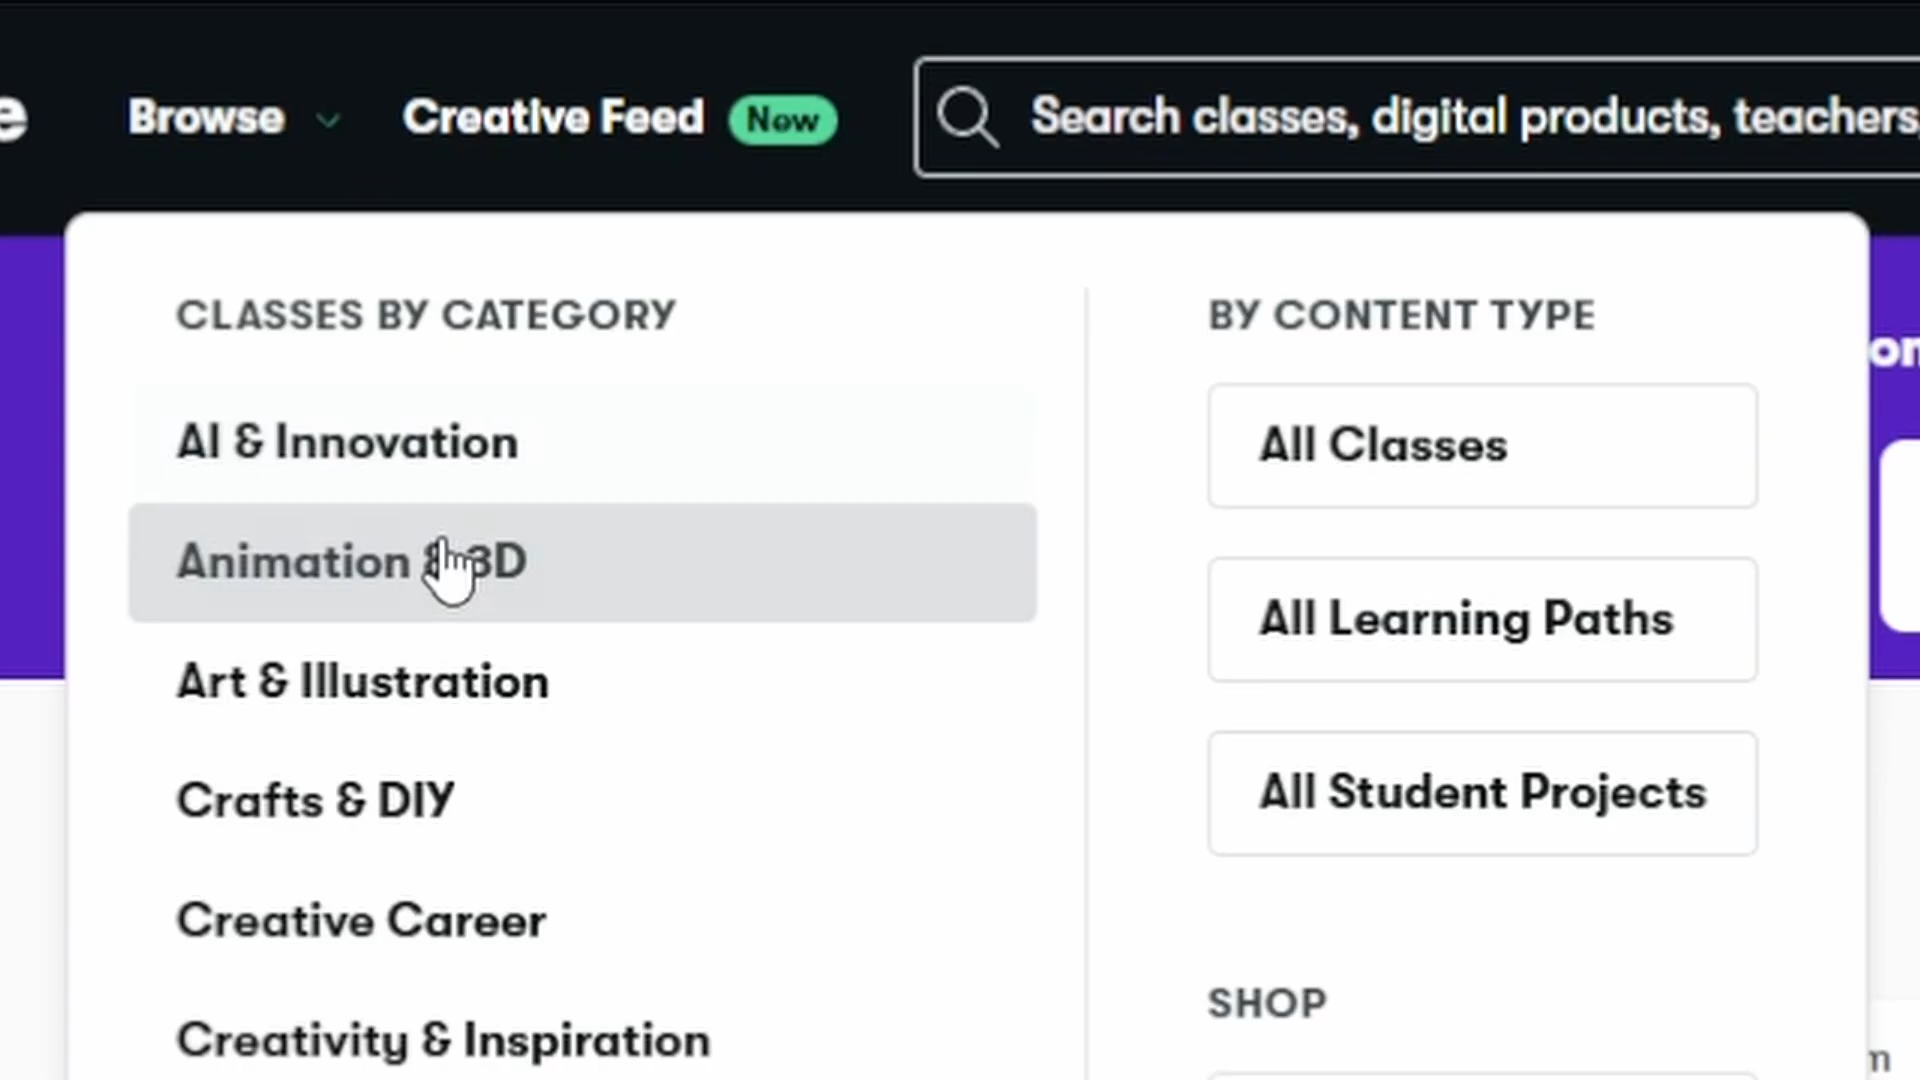 Browse
Creative Feed New
Search classes, digital products, teachers,
CLASSES BY CATEGORY
AI & Innovation
Animation & 3D
Art & Illustration
Crafts & DIY
Creative Career
Creativity & Inspiration
BY CONTENT TYPE
All Classes
All Learning Paths
All Student Projects
SHOP